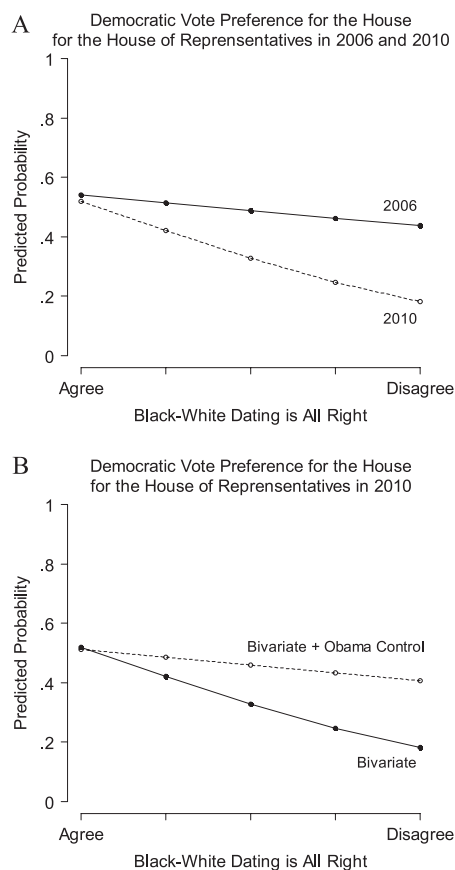 A
Democratic Vote Preference for the House
for the House of Reprsentatives in 2006 and 2010
1
.8
.6
.4
.2
0
Predicted Probability
2006
2010
Agree
Disagree
Black-White Dating is All Right
B
Democratic Vote Preference for the House
for the House of Reprsentatives in 2010
1
.8
.6
.4
.2
0
Predicted Probability
Bivariate + Obama Control
Bivariate
Agree
Disagree
Black-White Dating is All Right